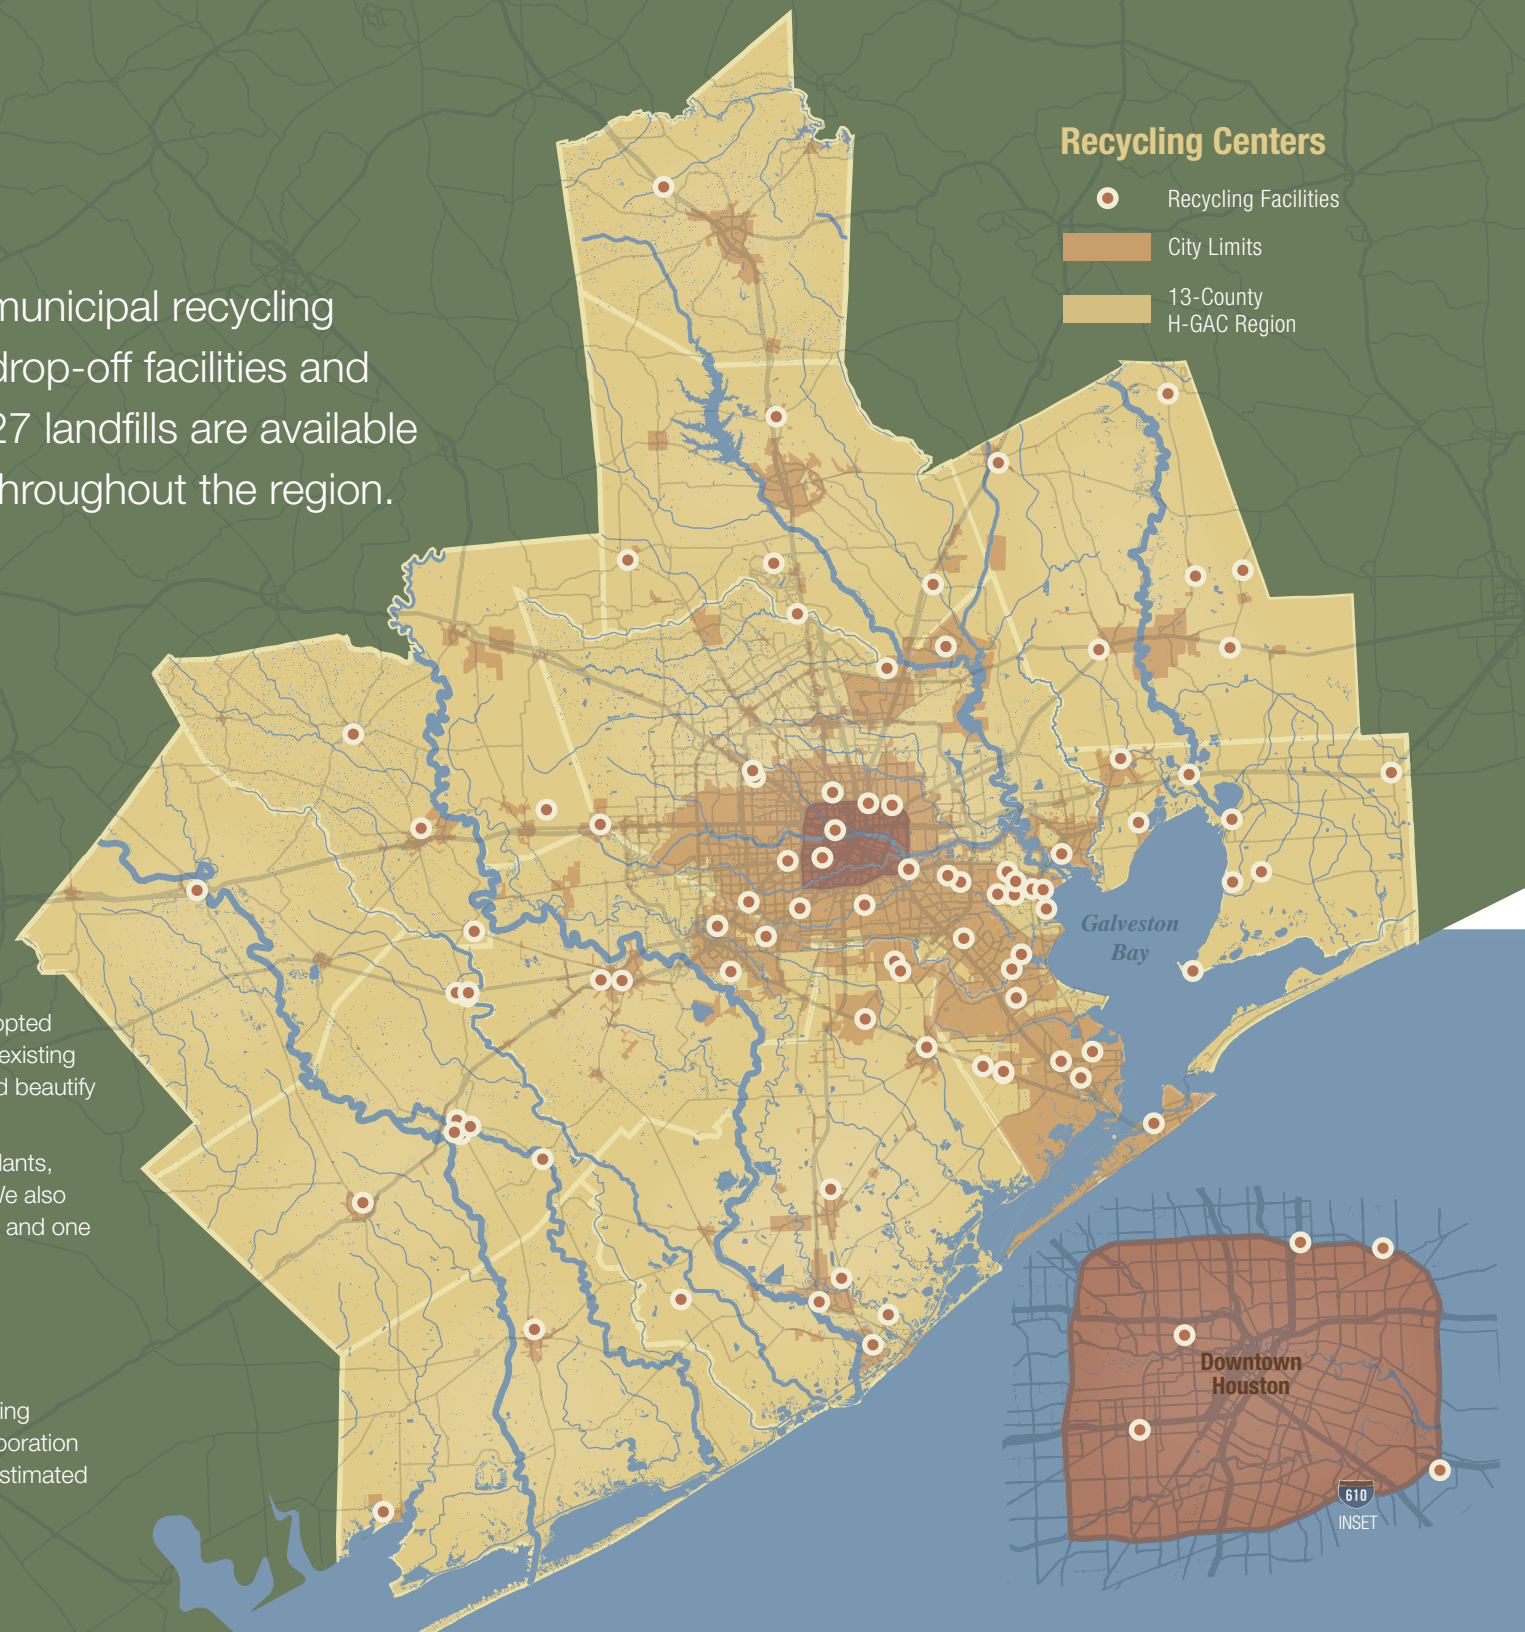 Recycling Centers
Recycling Facilities
City Limits
13-County
H-GAC Region
municipal recycling
drop-off facilities and
27 landfills are available
throughout the region.
Galveston
Bay
opted
existing
d beautify
lants,
We also
and one
ing
poration
stimated
Downtown
Houston
610
INSET